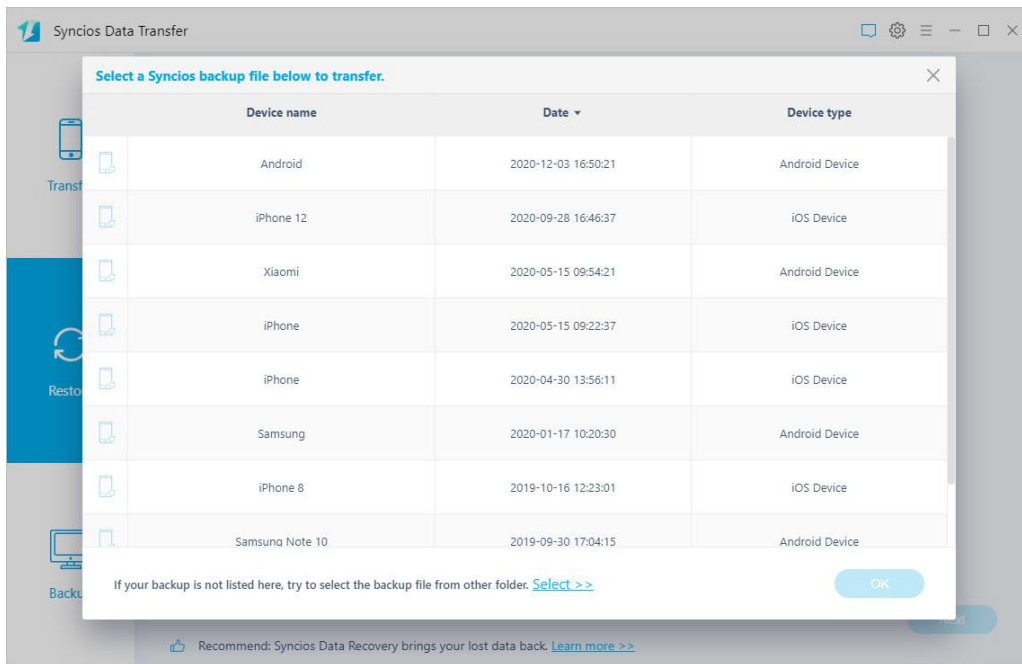 Syncios Data Transfer
Select a Syncios backup file below to transfer.
Device name Date Device type
Android 2020-12-03 16:50:21 Android Device
iPhone 12 2020-09-28 16:46:37 iOS Device
Xiaomi 2020-05-15 09:54:21 Android Device
iPhone 2020-05-15 09:22:37 iOS Device
iPhone 2020-04-30 13:56:11 iOS Device
Samsung 2020-01-17 10:20:30 Android Device
iPhone 8 2019-10-16 12:23:01 iOS Device
Samsung Note 10 2019-09-30 17:04:15 Android Device
If your backup is not listed here, try to select the backup file from other folder. Select >>
OK
Transf
Resto
Backu
Next
Recommend: Syncios Data Recovery brings your lost data back. Learn more >>